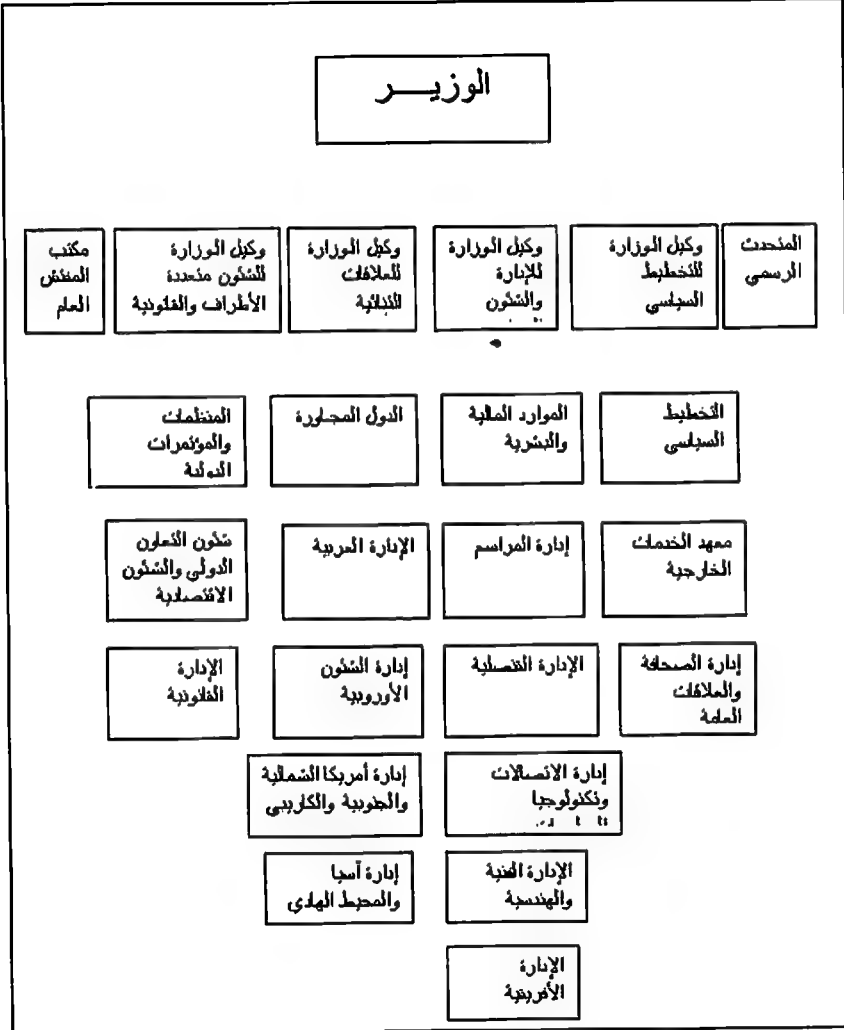 الوزيـــر
المتحدث
الرسمي
وكيل الوزارة
للتخطيط
السياسي
وكيل الوزارة
للإدارة
والشئون
وكيل الوزارة
للعلاقات
الثنائية
وكيل الوزارة
للشئون متعددة
الأطراف والقانونية
مكتب
المفتش
العام
التخطيط
السياسي
الموارد المالية
والبشرية
الدول المجاورة
المنظمات
والمؤتمرات
الدولية
معهد الخدمات
الخارجية
إدارة المراسم
الإدارة العربية
شئون التعاون
الدولي والشئون
الاقتصادية
إدارة الصحافة
والعلاقات
العامة
الإدارة القنصلية
إدارة الشئون
الأوروبية
الإدارة
القانونية
إدارة الاتصالات
وتكنولوجيا
إدارة أمريكا الشمالية
والجنوبية والكاريبي
الإدارة الفنية
والهندسية
إدارة آسيا
والمحيط الهادي
الإدارة
الأفريقية